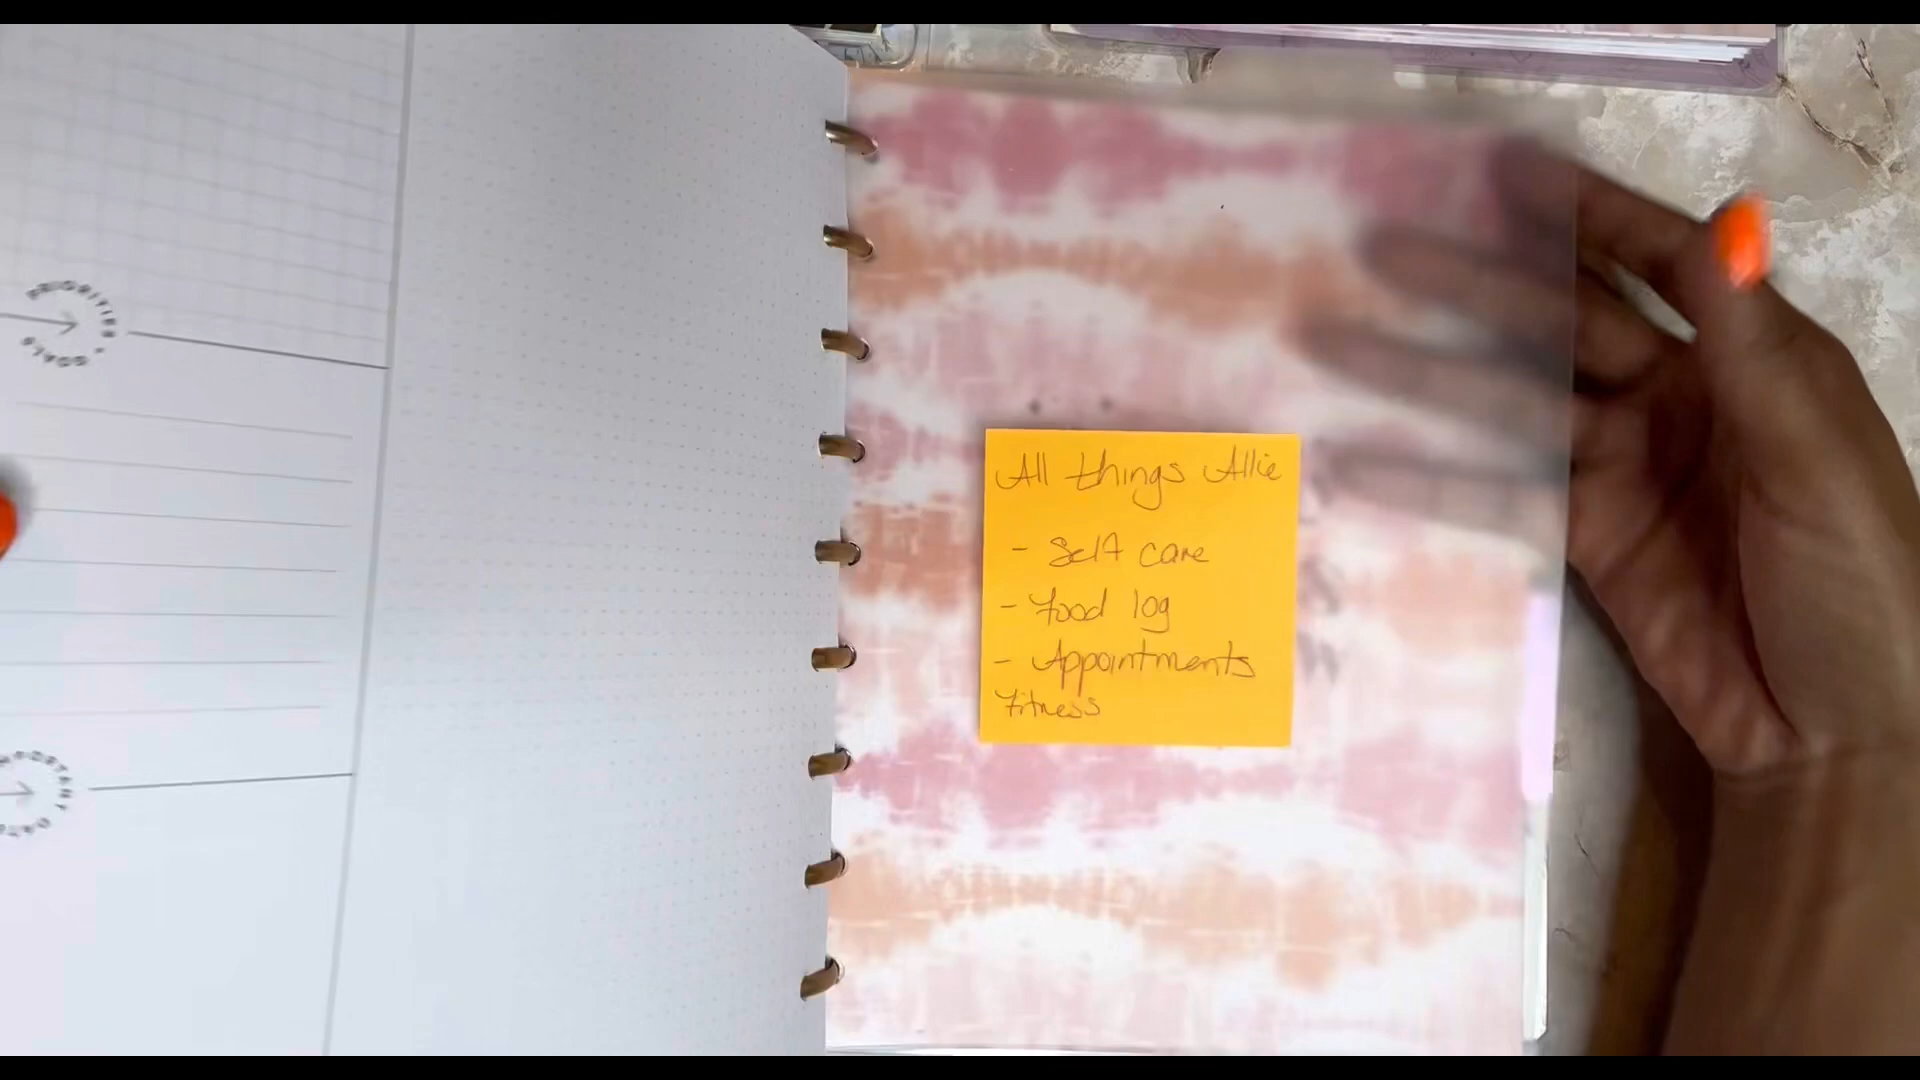 All things Allie
- Self care
- Food log
- Appointments
Fitness